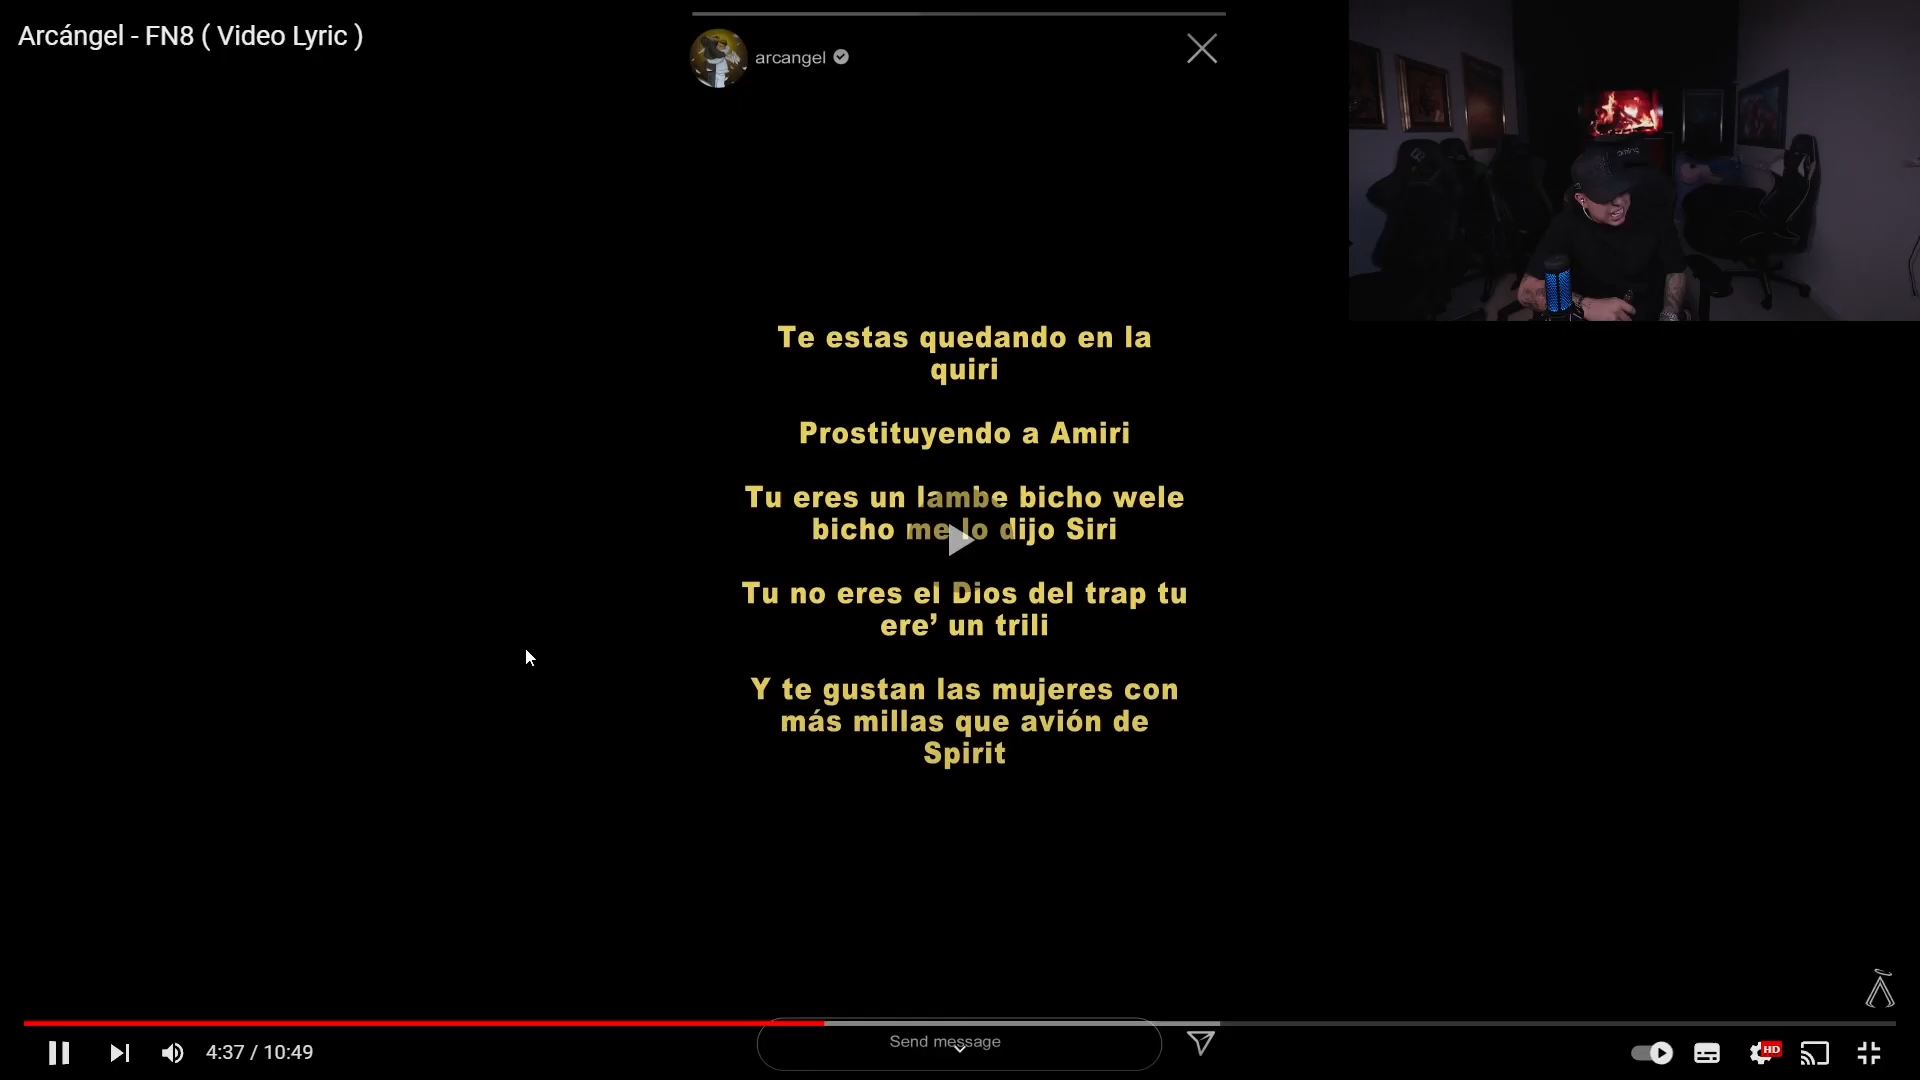 Arcángel - FN8 ( Video Lyric )
arcangel
Te estas quedando en la
quiri
Prostituyendo a Amiri
Tu eres un lambe bicho wele
bicho me lo dijo Siri
Tu no eres el Dios del trap tu
ere’ un trili
Y te gustan las mujeres con
más millas que avión de
Spirit
Send message
4:37 / 10:49
HD